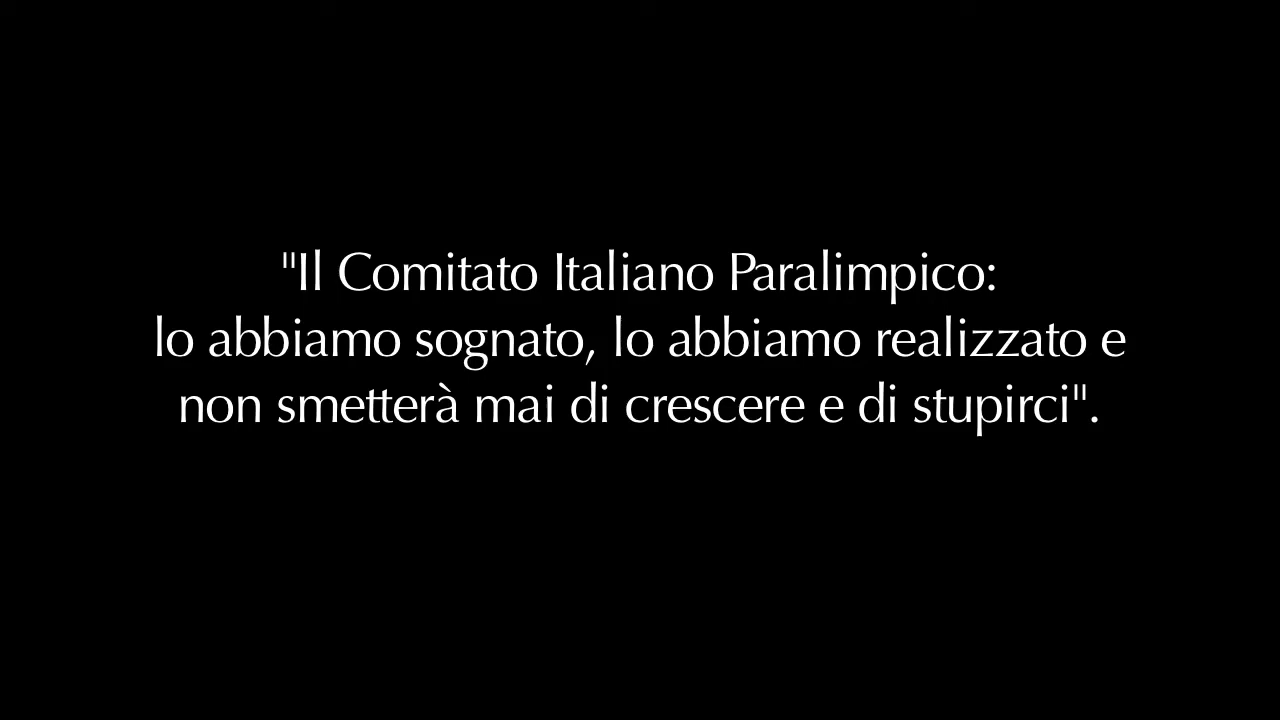 "Il Comitato Italiano Paralimpico:
lo abbiamo sognato, lo abbiamo realizzato e
non smetterà mai di crescere e di stupirci".